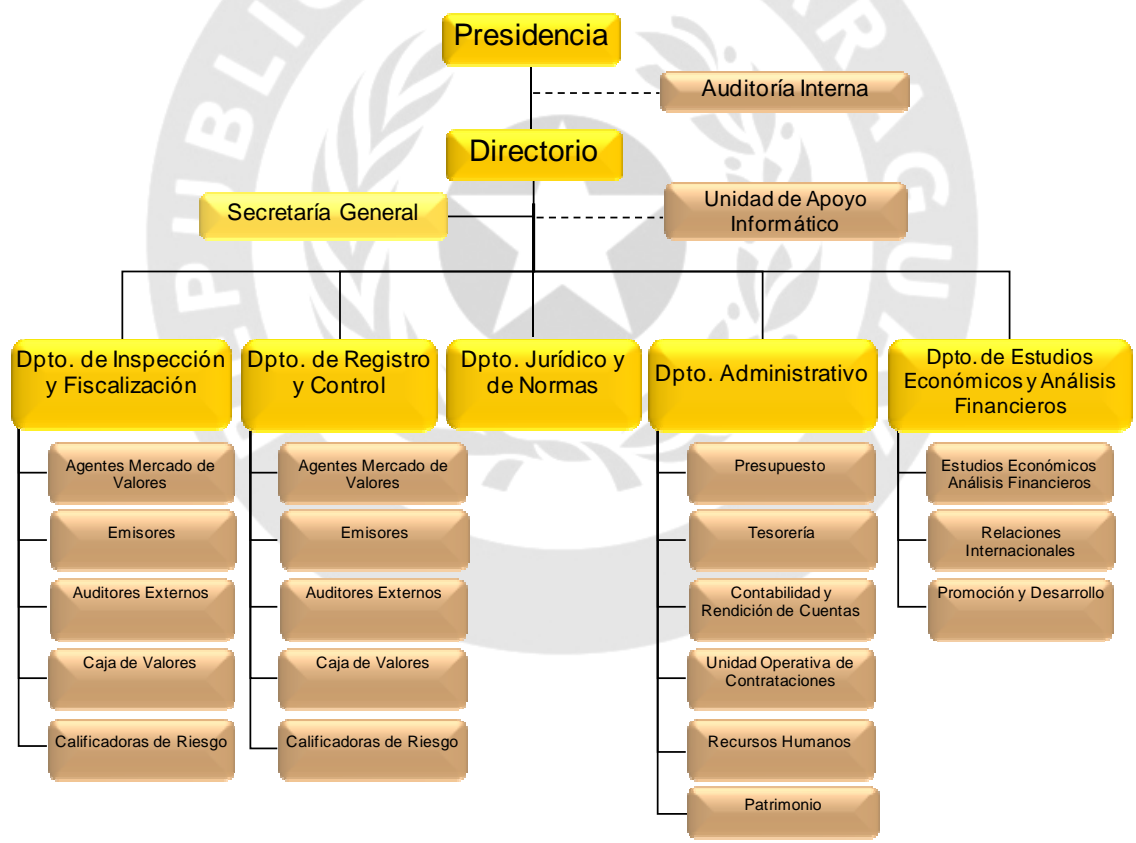 Presidencia
Auditoría Interna
Directorio
Secretaría General
Unidad de Apoyo
Informático
Dpto. de Inspección
y Fiscalización
Dpto. de Registro
y Control
Dpto. Jurídico y
de Normas
Dpto. Administrativo
Dpto. de Estudios
Económicos y Análisis
Financieros
Agentes Mercado de
Valores
Emisores
Auditores Externos
Caja de Valores
Calificadoras de Riesgo
Agentes Mercado de
Valores
Emisores
Auditores Externos
Caja de Valores
Calificadoras de Riesgo
Presupuesto
Tesorería
Contabilidad y
Rendición de Cuentas
Unidad Operativa de
Contrataciones
Recursos Humanos
Patrimonio
Estudios Económicos
Análisis Financieros
Relaciones
Internacionales
Promoción y Desarrollo